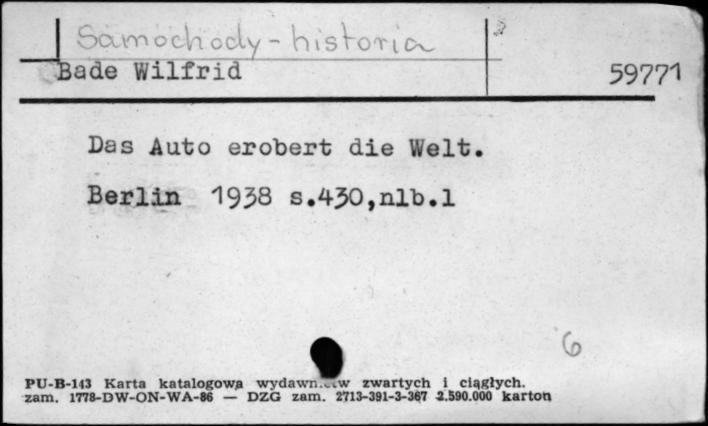 Samochody - historia
Bade Wilfrid 59771
Das Auto erobert die Welt.
Berlin 1938 s.430,nlb.1
6
PU-B-143 Karta katalogowa zwartych i ciągłych.
zam. 1778-DW-ON-WA-86 — DZG zam. 2713-391-3-367 2.590.000 karton